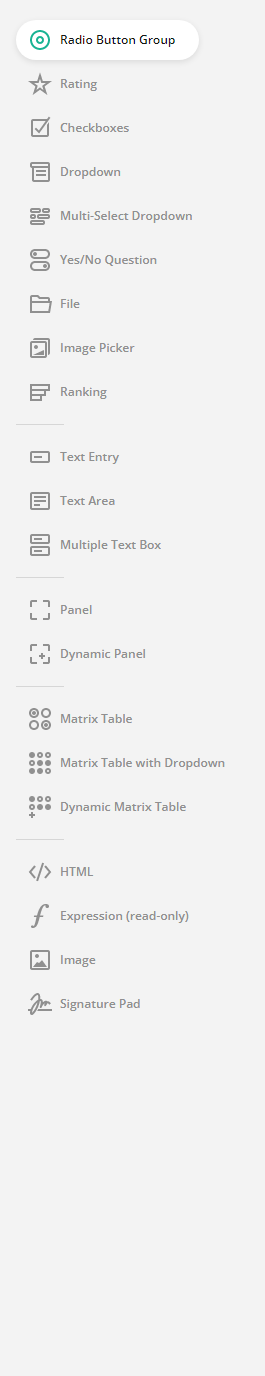 Radio Button Group
Rating
Checkboxes
Dropdown
Multi-Select Dropdown
Yes/No Question
File
Image Picker
Ranking
Text Entry
Text Area
Multiple Text Box
Panel
Dynamic Panel
Matrix Table
Matrix Table with Dropdown
Dynamic Matrix Table
HTML
Expression (read-only)
Image
Signature Pad